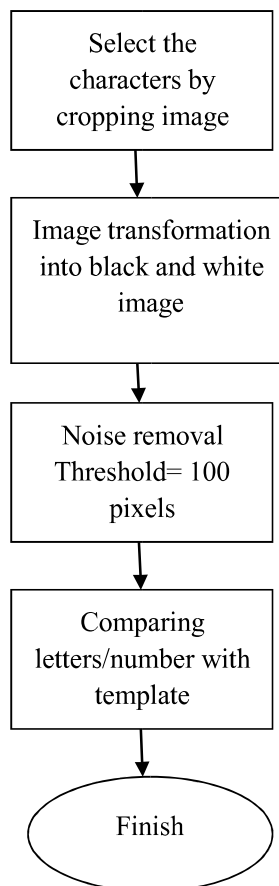 Select the
characters by
cropping image
Image transformation
into black and white
image
Noise removal
Threshold= 100
pixels
Comparing
letters/number with
template
Finish